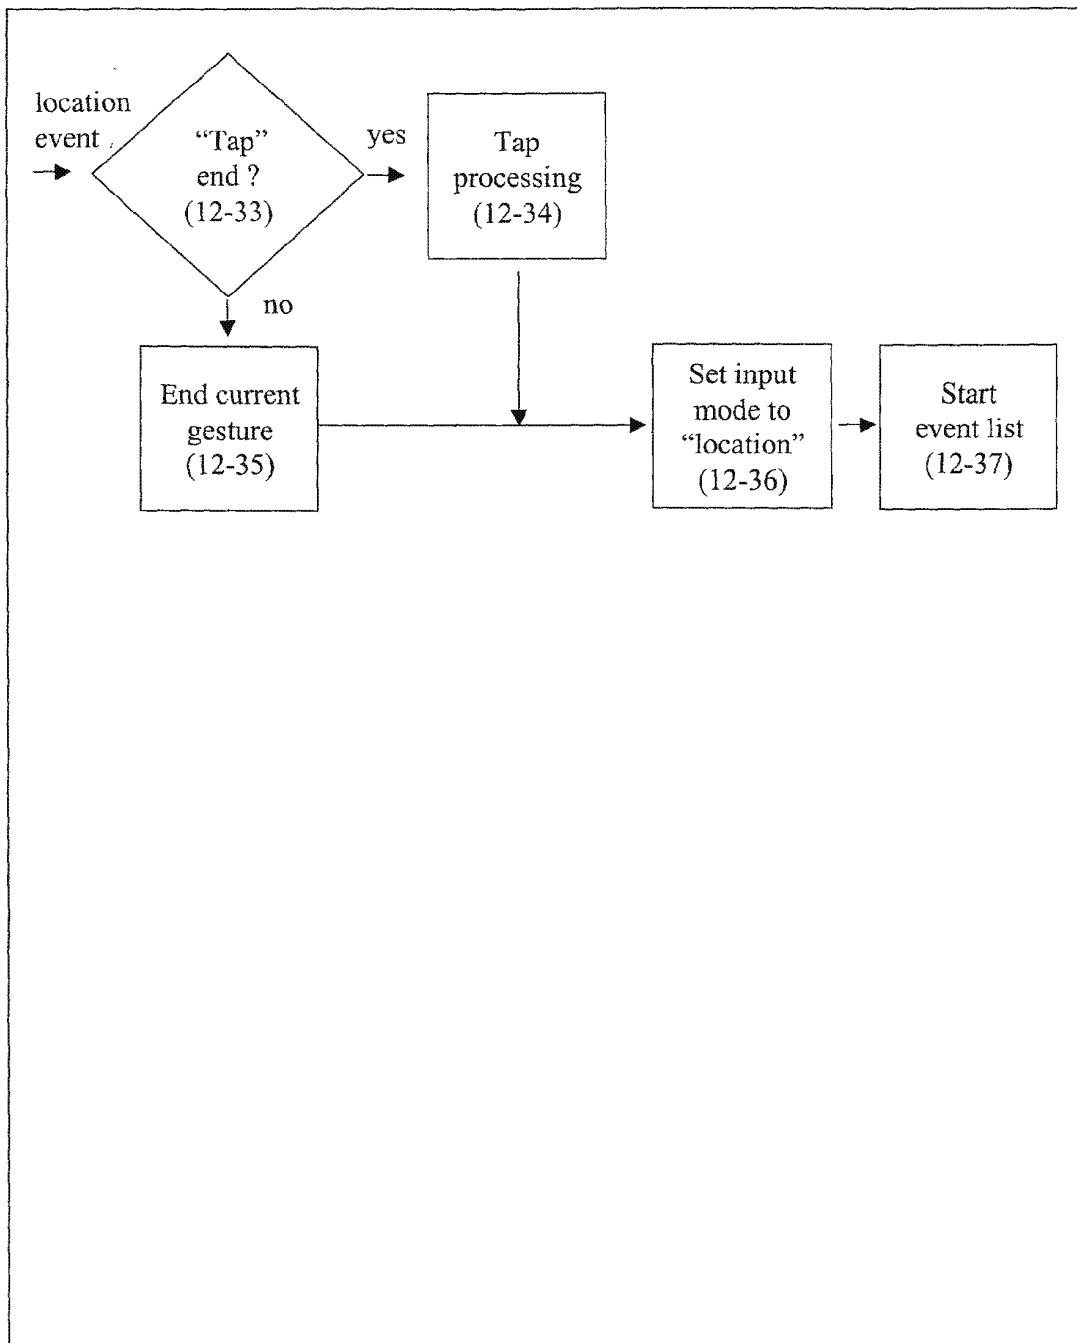 location
event
“Tap”
end ?
(12-33)
yes
Tap
processing
(12-34)
no
End current
gesture
(12-35)
Set input
mode to
“location”
(12-36)
Start
event list
(12-37)